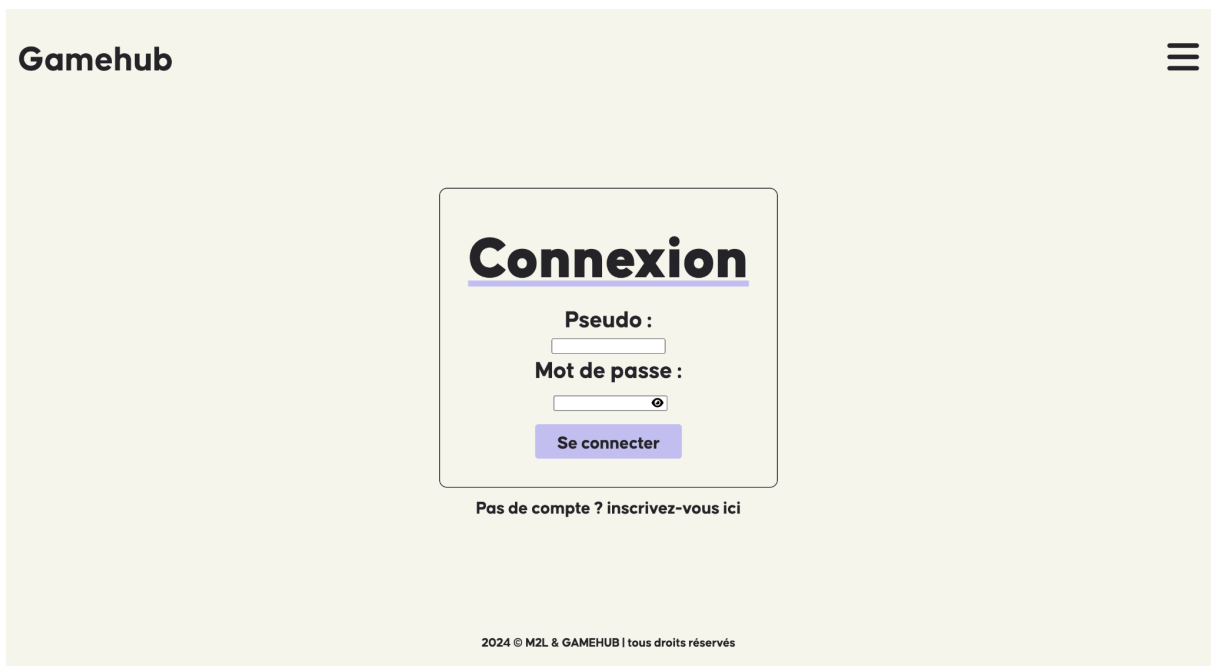 Gamehub
Connexion
Pseudo :
Mot de passe :
Se connecter
Pas de compte ? inscrivez-vous ici
2024 © M2L & GAMEHUB | tous droits réservés